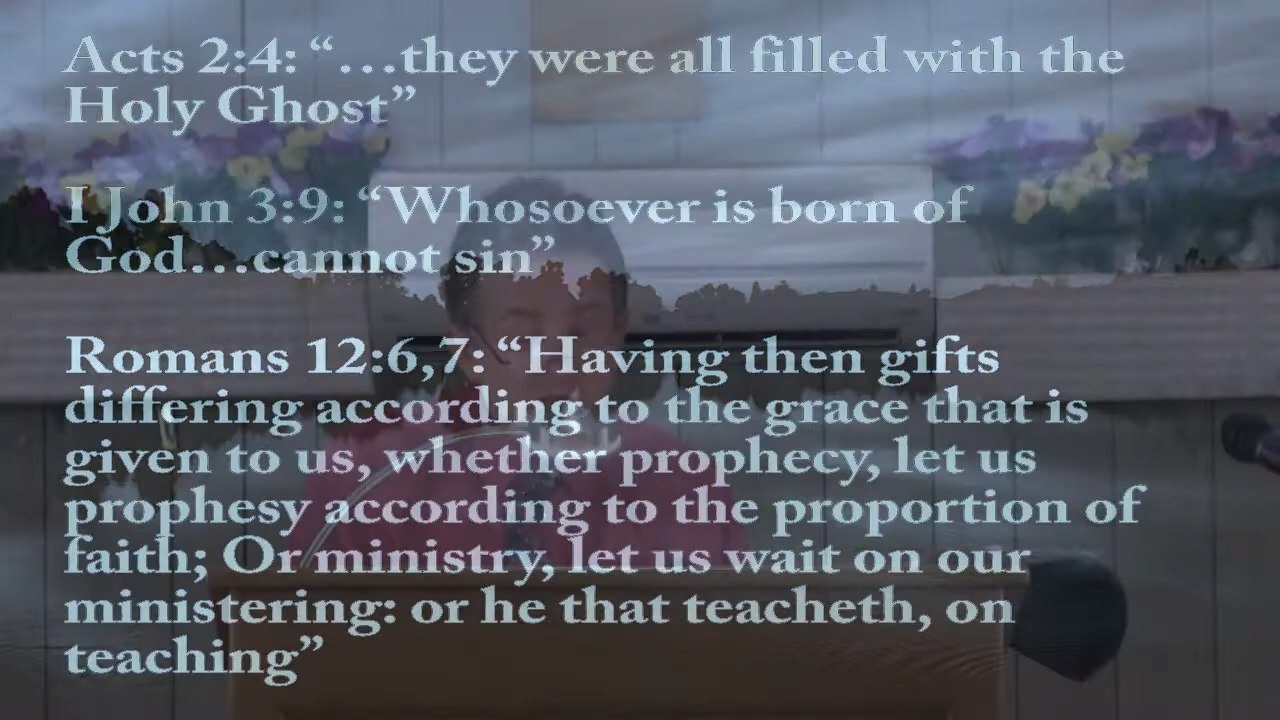 Acts 2:4: “…they were all filled with the
Holy Ghost”
I John 3:9: “Whosoever is born of
God…cannot sin”
Romans 12:6,7: “Having then gifts
differing according to the grace that is
given to us, whether prophecy, let us
prophesy according to the proportion of
faith; Or ministry, let us wait on our
ministering: or he that teacheth, on
teaching”